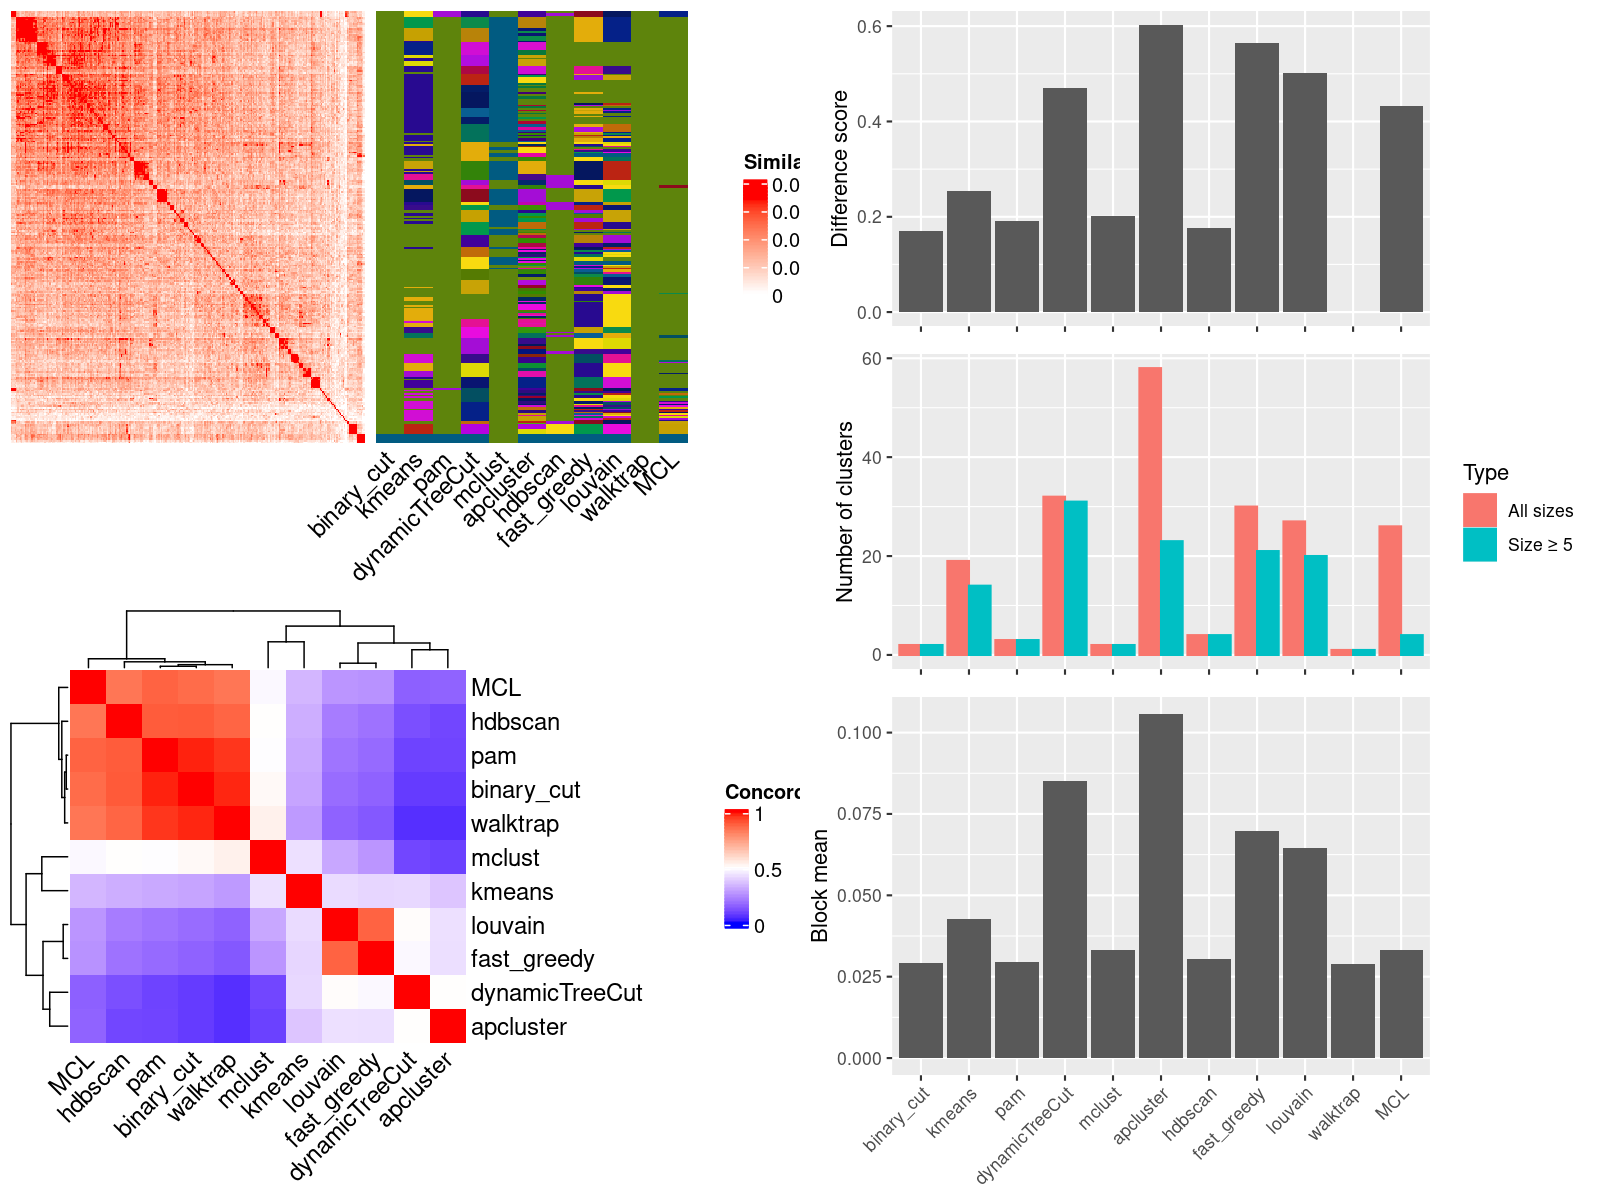 Simila
0.0
0.0
0.0
0.0
0
binary_cut
kmeans
pam
dynamicTreeCut
mclust
apcluster
hdbscan
fast_greedy
louvain
walktrap
MCL
MCL
hdbscan
pam
binary_cut
walktrap
mclust
kmeans
louvain
fast_greedy
dynamicTreeCut
apcluster
MCL
hdbscan
pam
binary_cut
walktrap
mclust
kmeans
louvain
fast_greedy
dynamicTreeCut
apcluster
Concord
1
0.5
0
Difference score
0.6
0.4
0.2
0.0
Number of clusters
60
40
20
0
Type
All sizes
Size ≥ 5
Block mean
0.100
0.075
0.050
0.025
0.000
binary_cut
kmeans
pam
dynamicTreeCut
mclust
apcluster
hdbscan
fast_greedy
louvain
walktrap
MCL